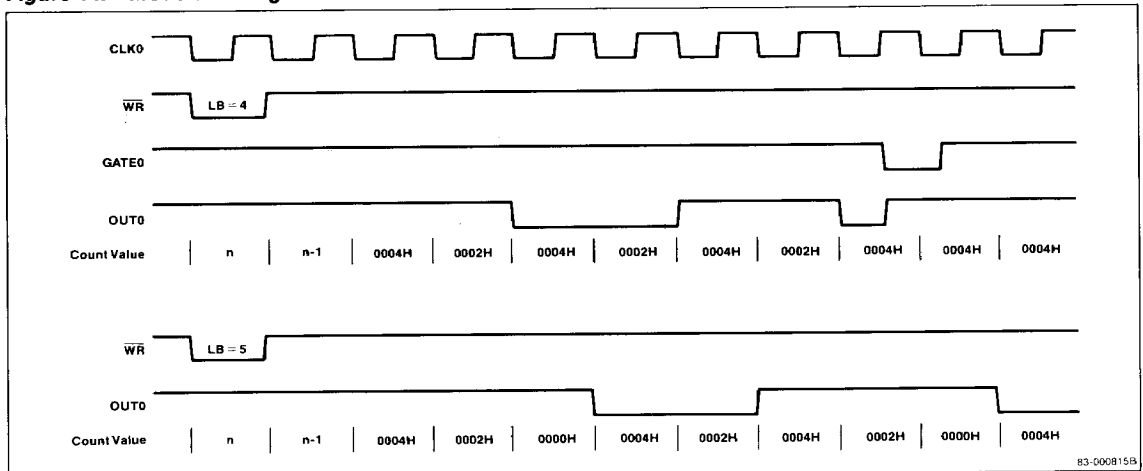 CLK0
WR LB = 4
GATE0
OUT0
Count Value n n-1 0004H 0002H 0004H 0002H 0004H 0002H 0004H 0004H 0004H
WR LB = 5
OUT0
Count Value n n-1 0004H 0002H 0000H 0004H 0002H 0004H 0002H 0000H 0004H
83-000815B